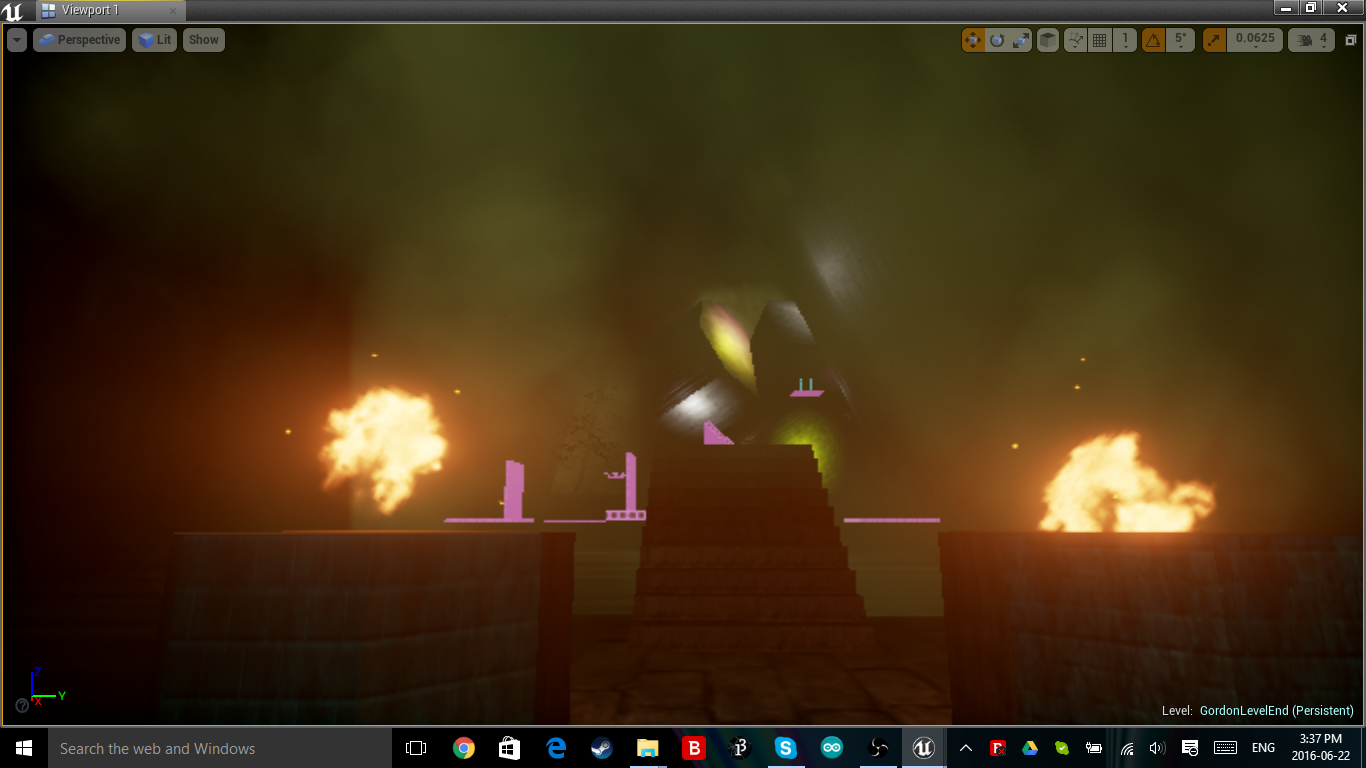 Viewport 1
Perspective Lit Show 1 5° 0.0625 4
Z
Y
X
Level: GordonLevelEnd (Persistent)
Search the web and Windows
ENG
3:37 PM
2016-06-22